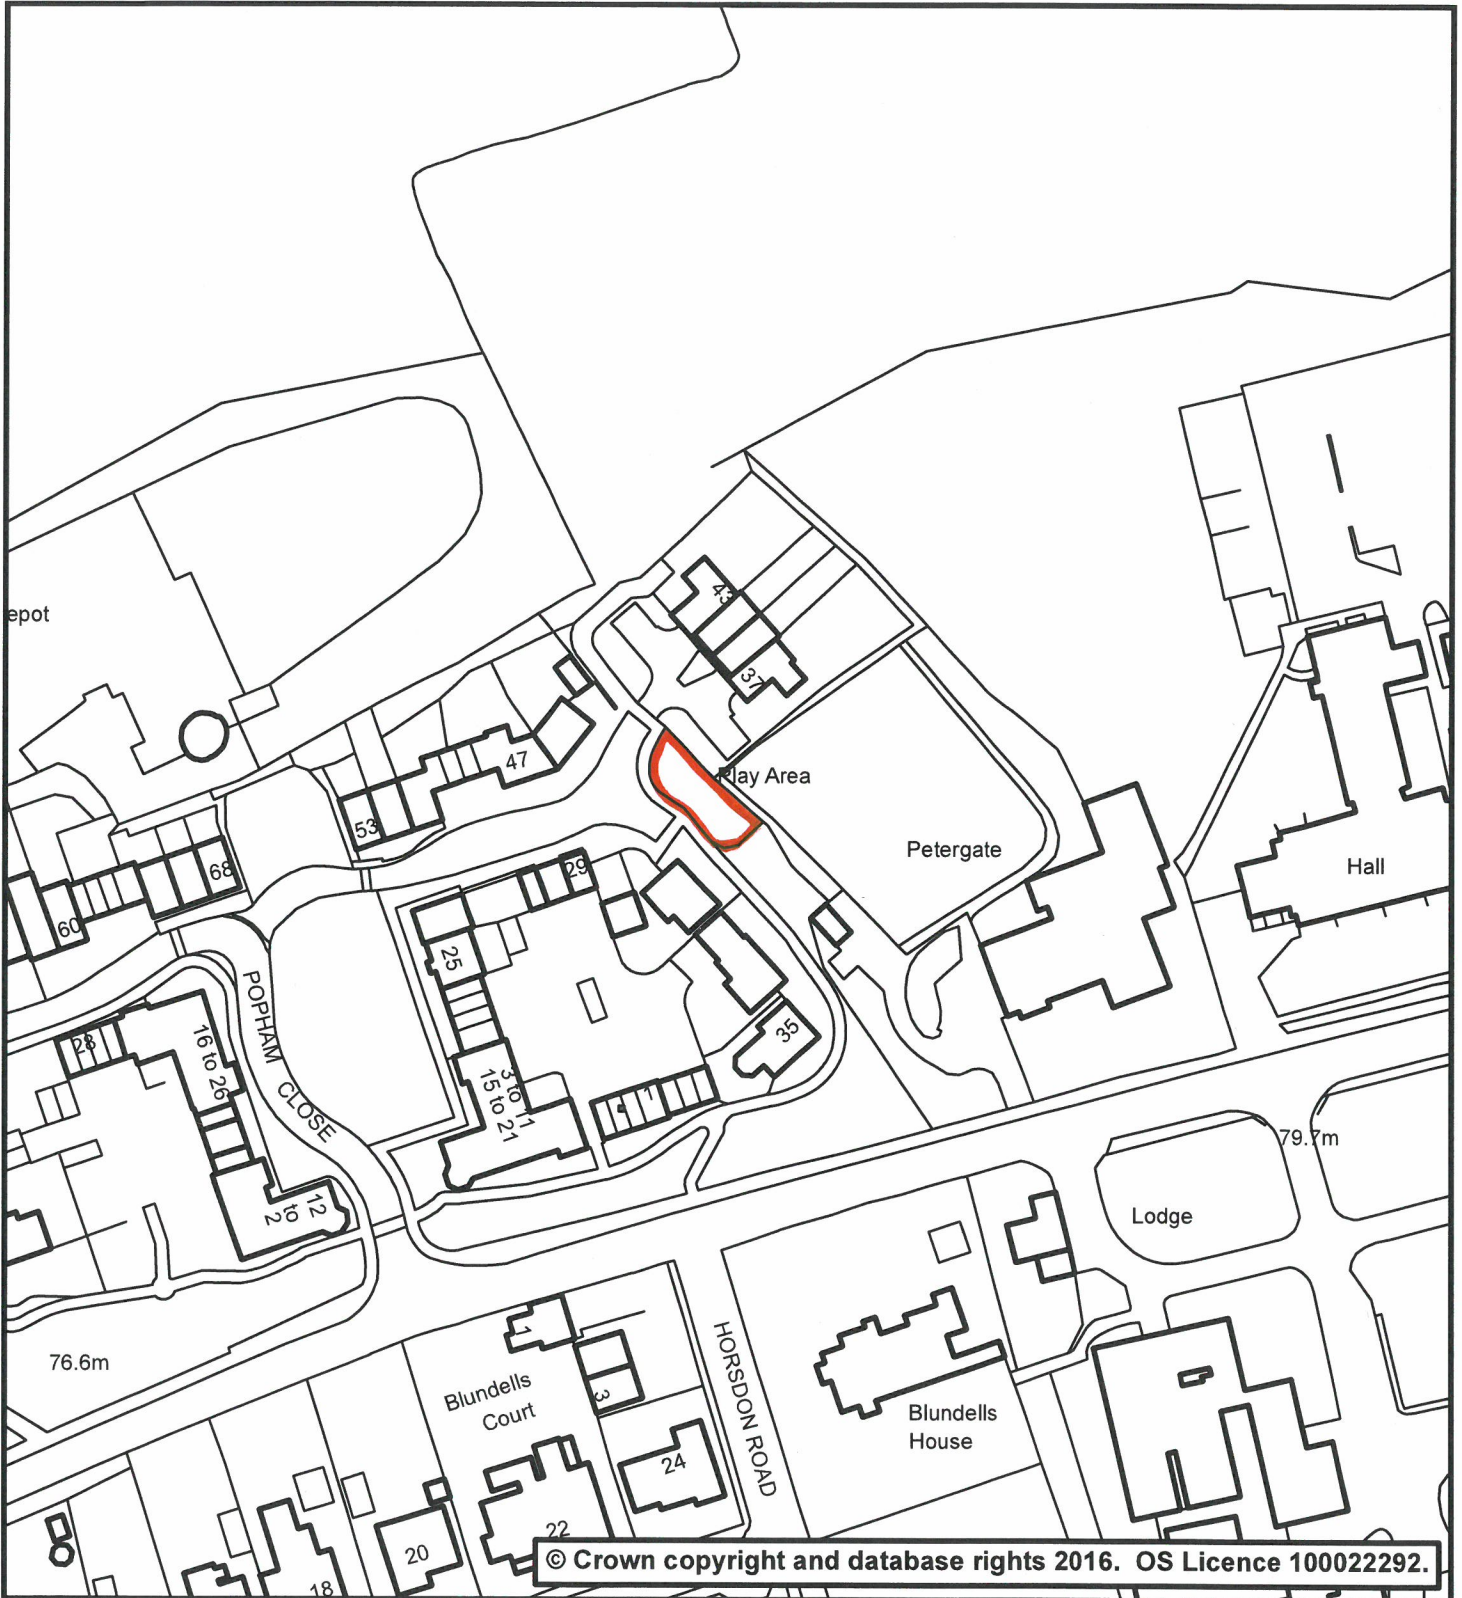 43
epot
37
47
Play Area
53
Petergate
68
29
Hall
60
25
POPHAM CLOSE
28
16 to 26
35
3 to 11
15 to 21
1
79.7m
12
to
2
Lodge
1
76.6m
3
Blundells
Court
HORSDON ROAD
Blundells
House
24
22
20
18
© Crown copyright and database rights 2016. OS Licence 100022292.